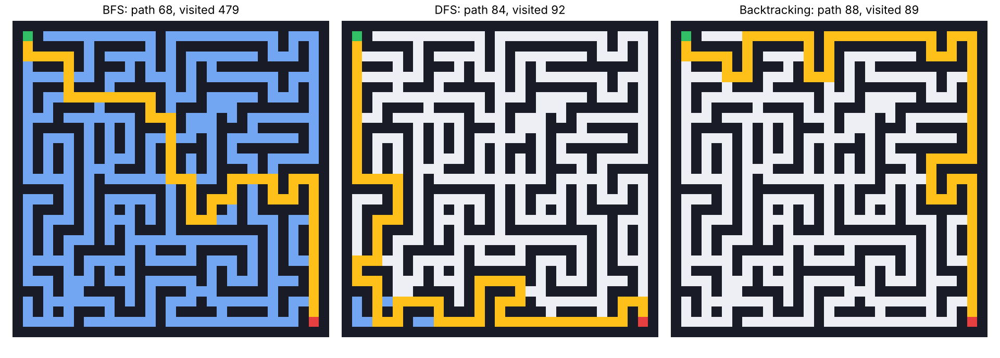 BFS: path 68, visited 479
DFS: path 84, visited 92
Backtracking: path 88, visited 89